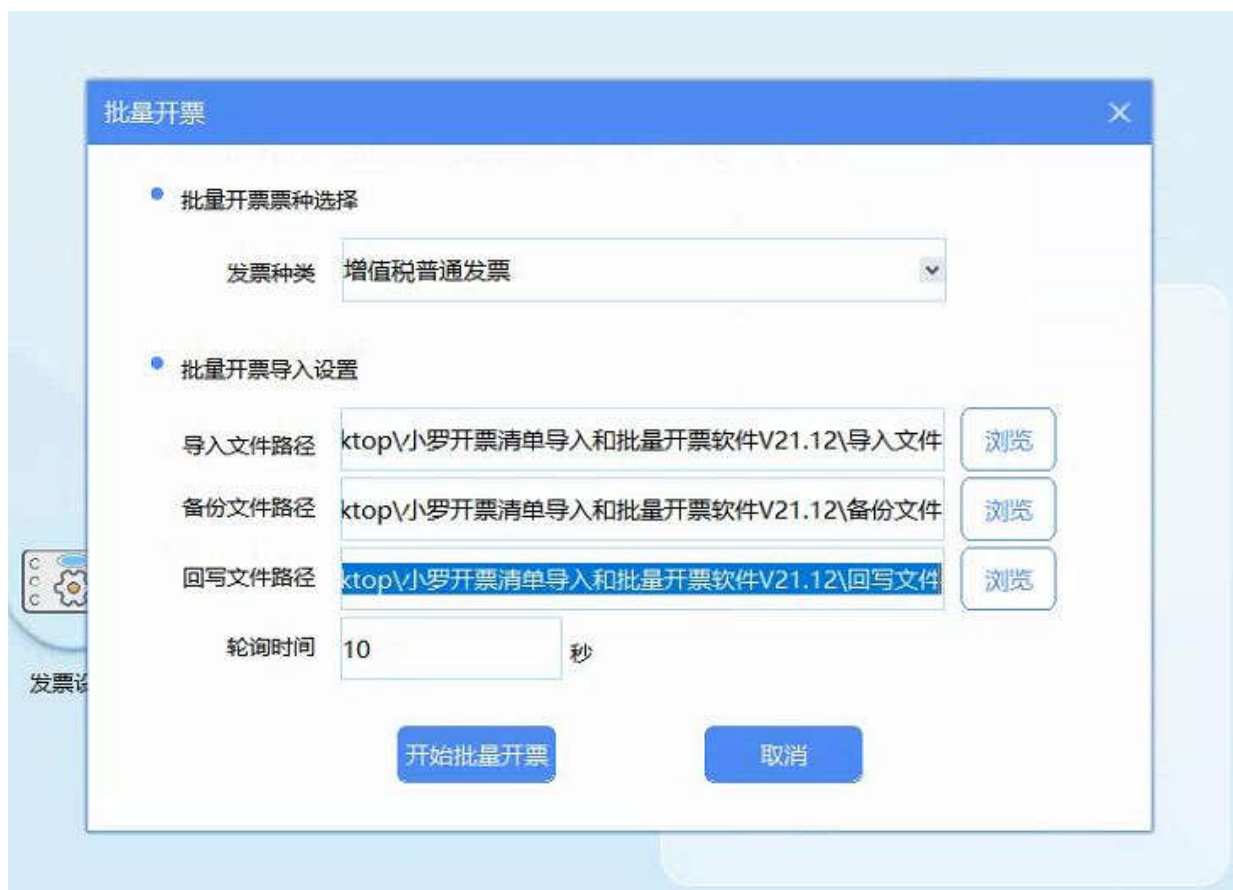 批量开票
批量开票票种选择
发票种类 增值税普通发票
批量开票导入设置
导入文件路径 ktop\小罗开票清单导入和批量开票软件V21.12\导入文件 浏览
备份文件路径 ktop\小罗开票清单导入和批量开票软件V21.12\备份文件 浏览
回写文件路径 ktop\小罗开票清单导入和批量开票软件V21.12\回写文件 浏览
轮询时间 10 秒
发票设
开始批量开票 取消